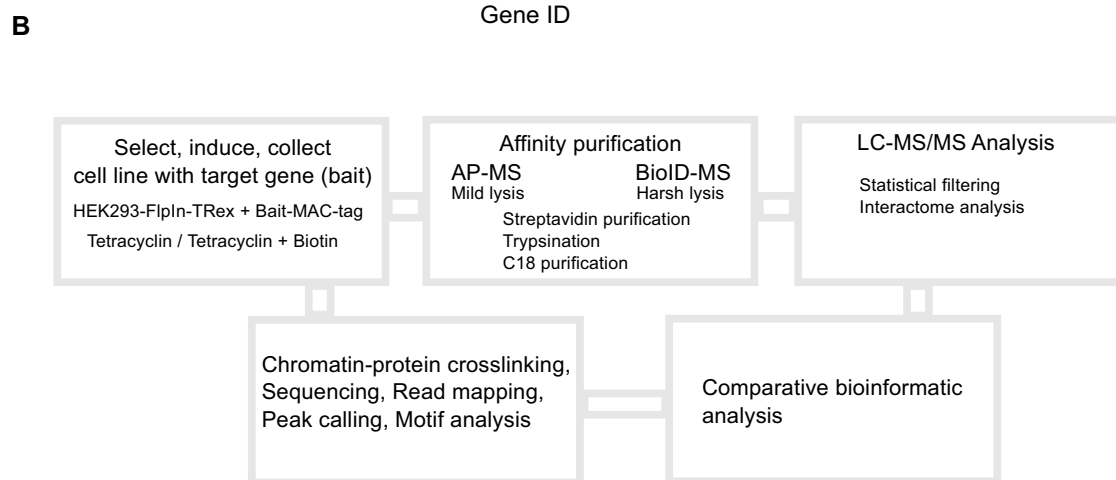 Gene ID
B
Select, induce, collect
cell line with target gene (bait)
HEK293-FlpIn-TRex + Bait-MAC-tag
Tetracyclin / Tetracyclin + Biotin
Affinity purification
AP-MS
Mild lysis
BioID-MS
Harsh lysis
Streptavidin purification
Trypsination
C18 purification
LC-MS/MS Analysis
Statistical filtering
Interactome analysis
Chromatin-protein crosslinking,
Sequencing, Read mapping,
Peak calling, Motif analysis
Comparative bioinformatic
analysis